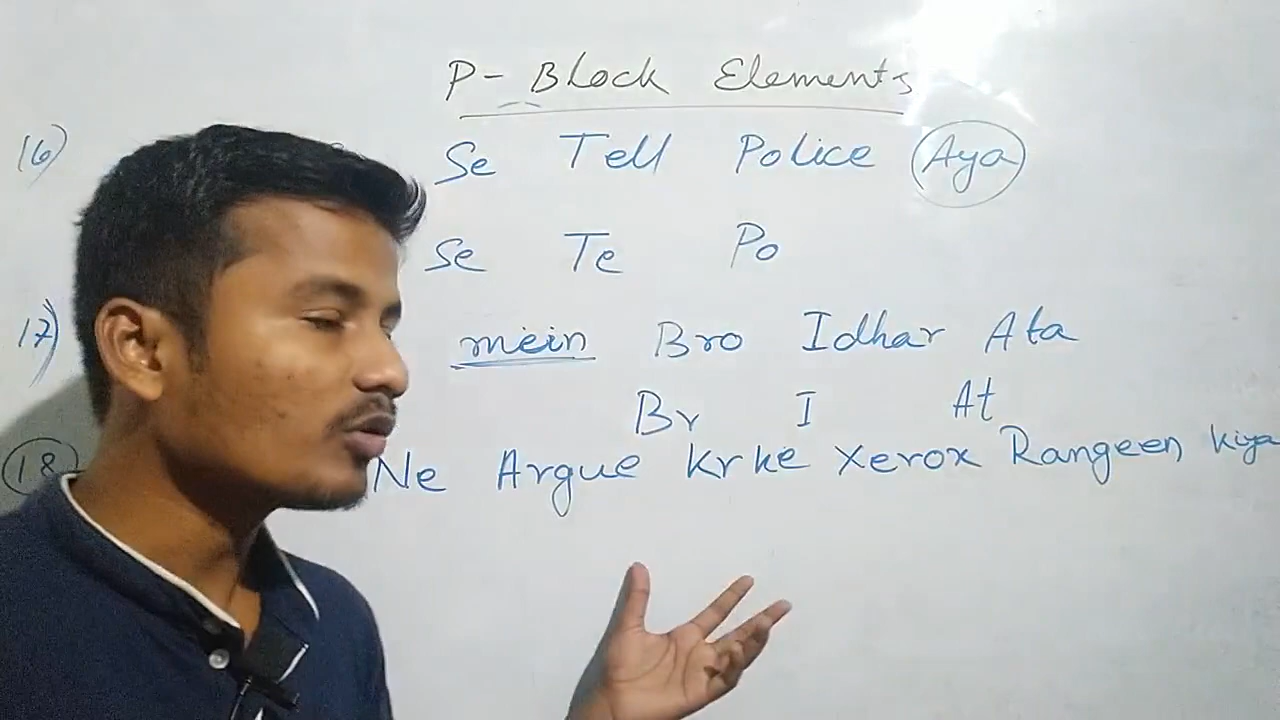 P-Block Elements
16) Se Tell Police Aya
Se Te Po
17) mein Bro Idhar Ata
Br I At
18 Ne Argue Krke Xerox Rangeen Kiya